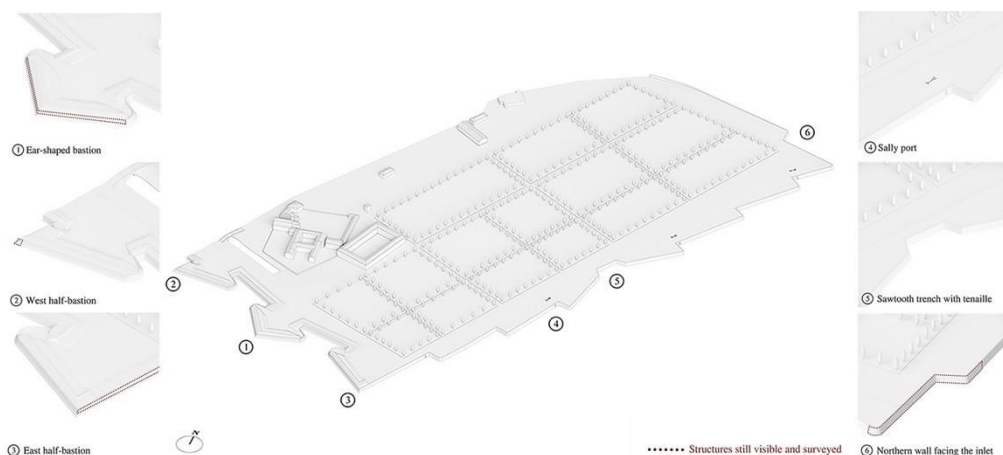 ① Ear-shaped bastion
② West half-bastion
③ East half-bastion
②
①
③
④
⑤
⑥
N
Structures still visible and surveyed
④ Sally port
⑤ Sawtooth trench with tenaille
⑥ Northern wall facing the inlet